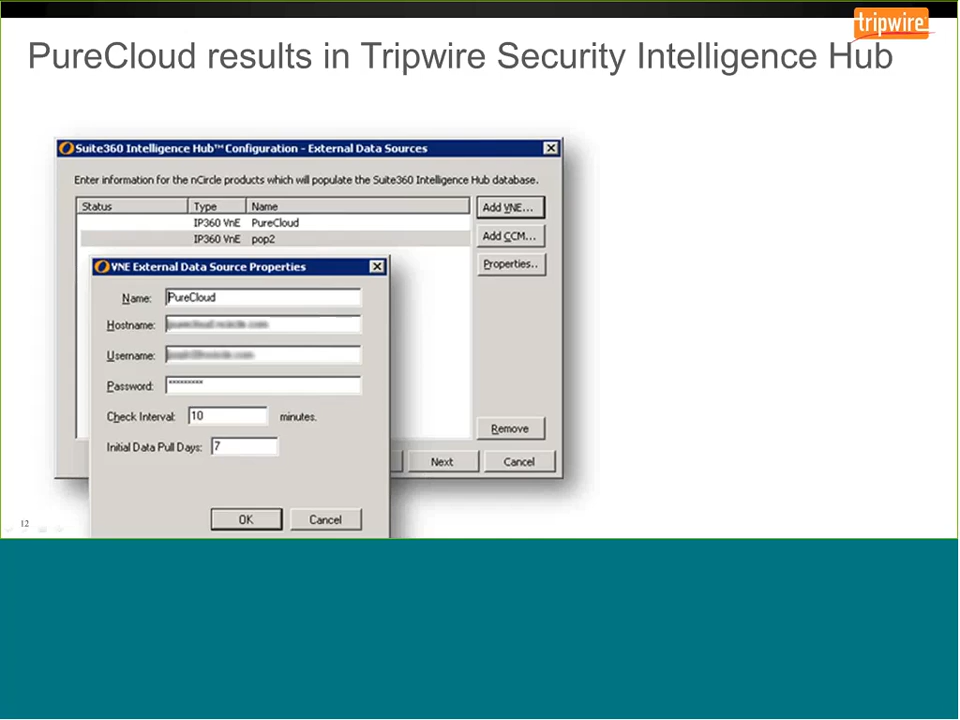 tripwire
PureCloud results in Tripwire Security Intelligence Hub
Suite360 Intelligence Hub™ Configuration - External Data Sources
Enter information for the nCircle products which will populate the Suite360 Intelligence Hub database.
Status Type Name
IP360 VnE PureCloud
IP360 VnE pop2
Add VNE...
Add CCM...
Properties..
Remove
Next Cancel
VNE External Data Source Properties
Name: PureCloud
Hostname:
Username:
Password: *********
Check Interval: 10 minutes.
Initial Data Pull Days: 7
OK Cancel
12